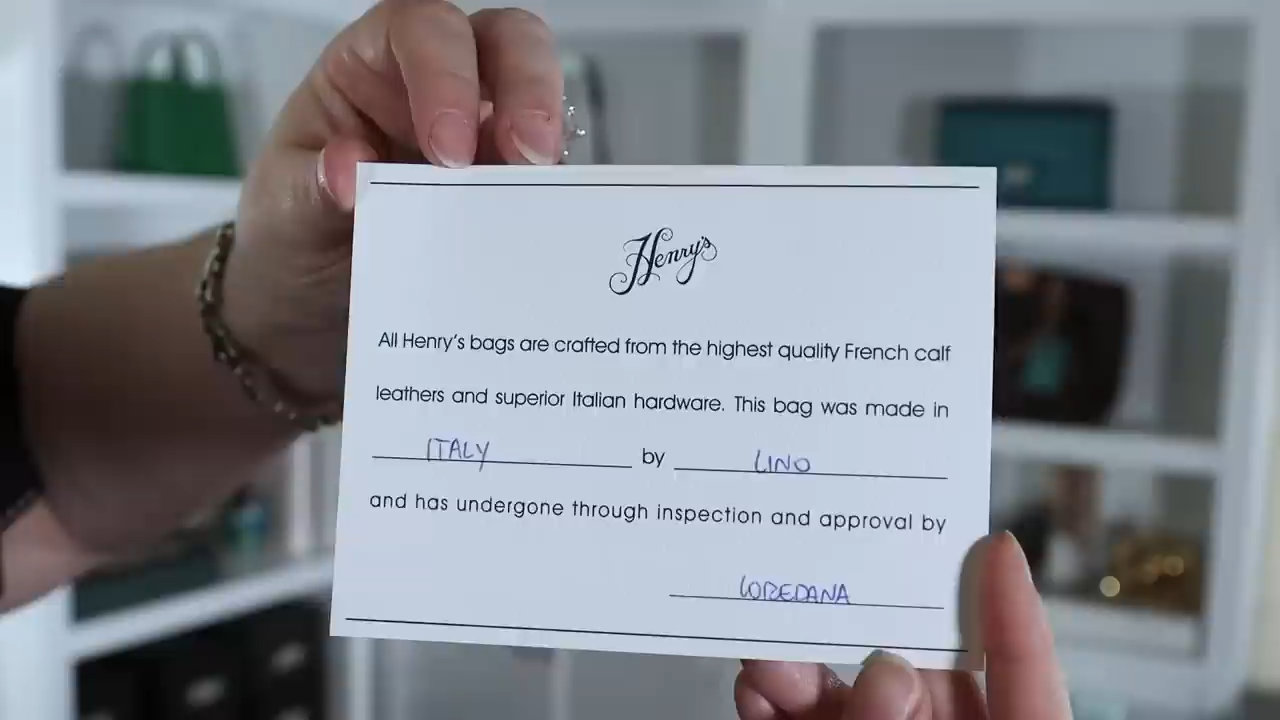 Henry's
All Henry's bags are crafted from the highest quality French calf
leathers and superior Italian hardware. This bag was made in
ITALY by LINO
and has undergone through inspection and approval by
LOREDANA